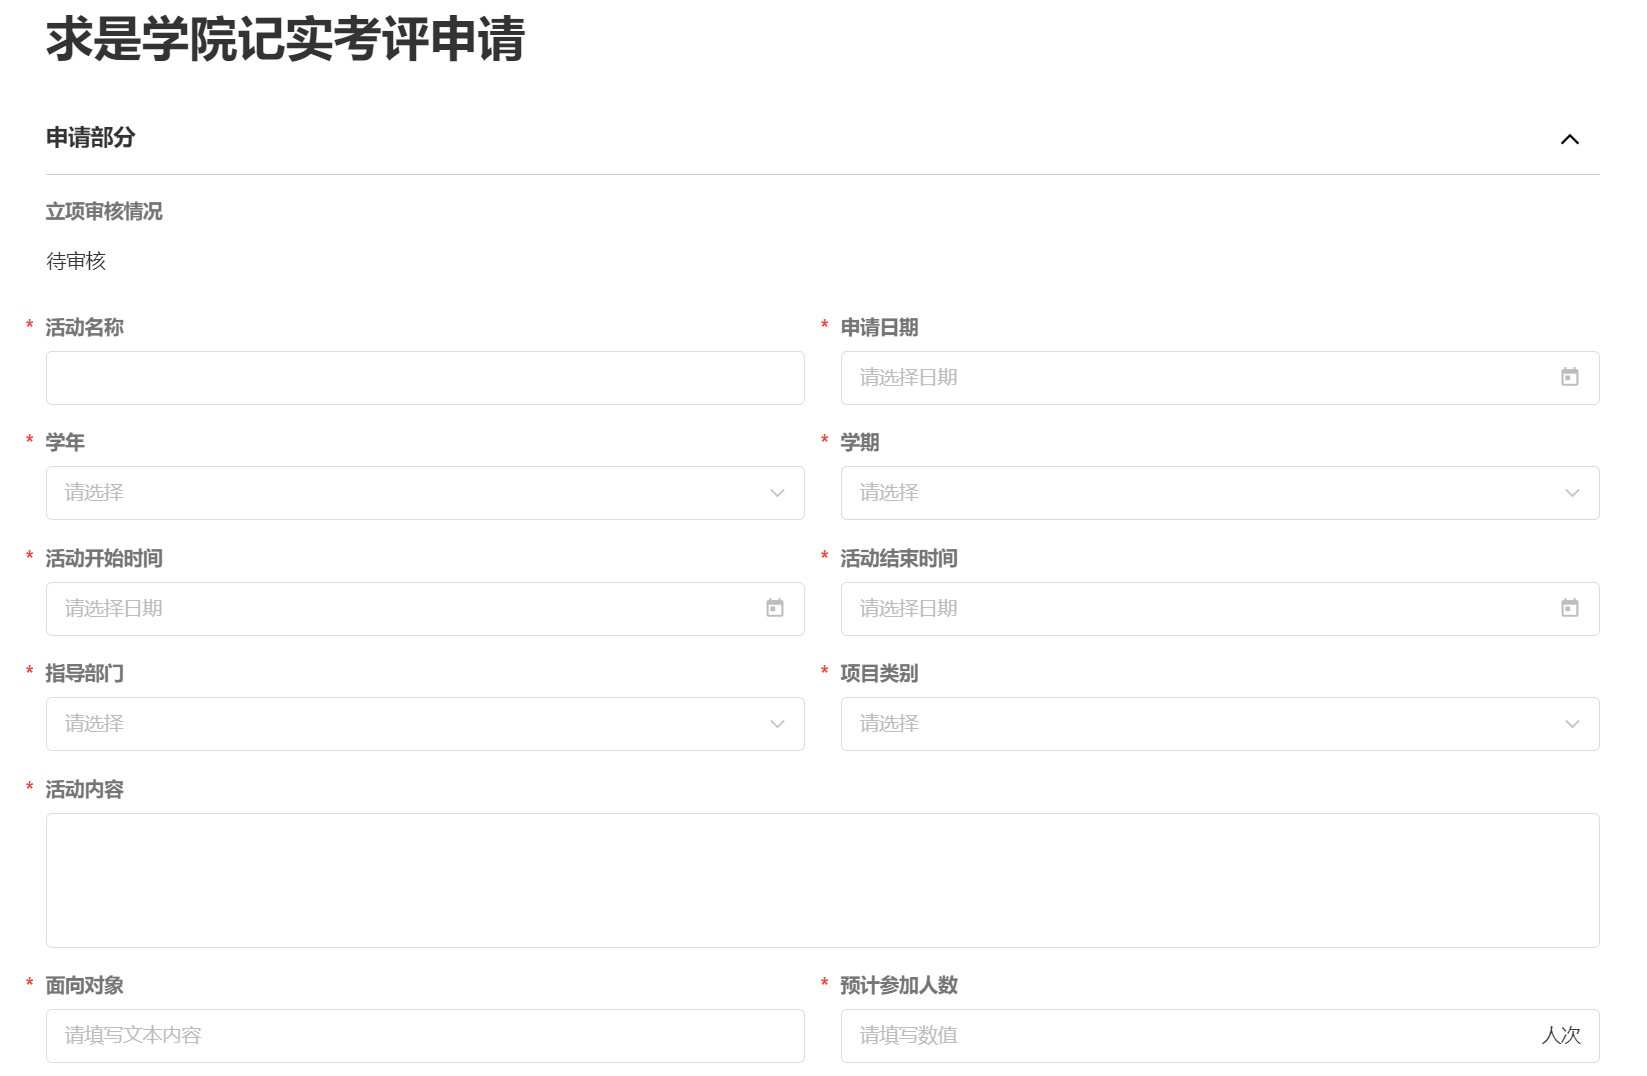 求是学院记实考评申请
申请部分
立项审核情况
待审核
* 活动名称
* 申请日期
请选择日期
* 学年
* 学期
请选择
请选择
* 活动开始时间
* 活动结束时间
请选择日期
请选择日期
* 指导部门
* 项目类别
请选择
请选择
* 活动内容
* 面向对象
* 预计参加人数
请填写文本内容
请填写数值 人次